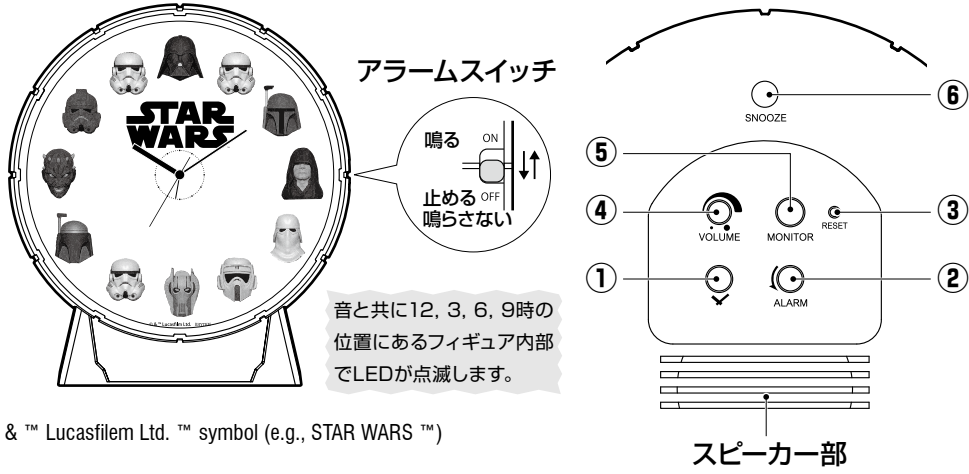 STAR
WARS
© & ™ Lucasfilm Ltd.
アラームスイッチ
鳴る ON
止める OFF
鳴らさない
音と共に12, 3, 6, 9時の
位置にあるフィギュア内部
でLEDが点滅します。
& ™ Lucasfilem Ltd. ™ symbol (e.g., STAR WARS ™)
⑥
SNOOZE
⑤
④
VOLUME
MONITOR
RESET
③
①
②
ALARM
スピーカー部